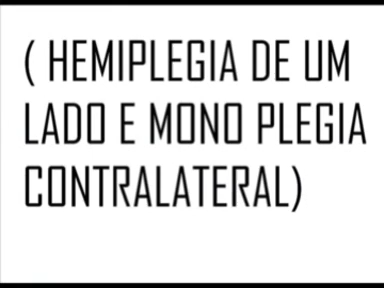 ( HEMIPLEGIA DE UM
LADO E MONO PLEGIA
CONTRALATERAL)